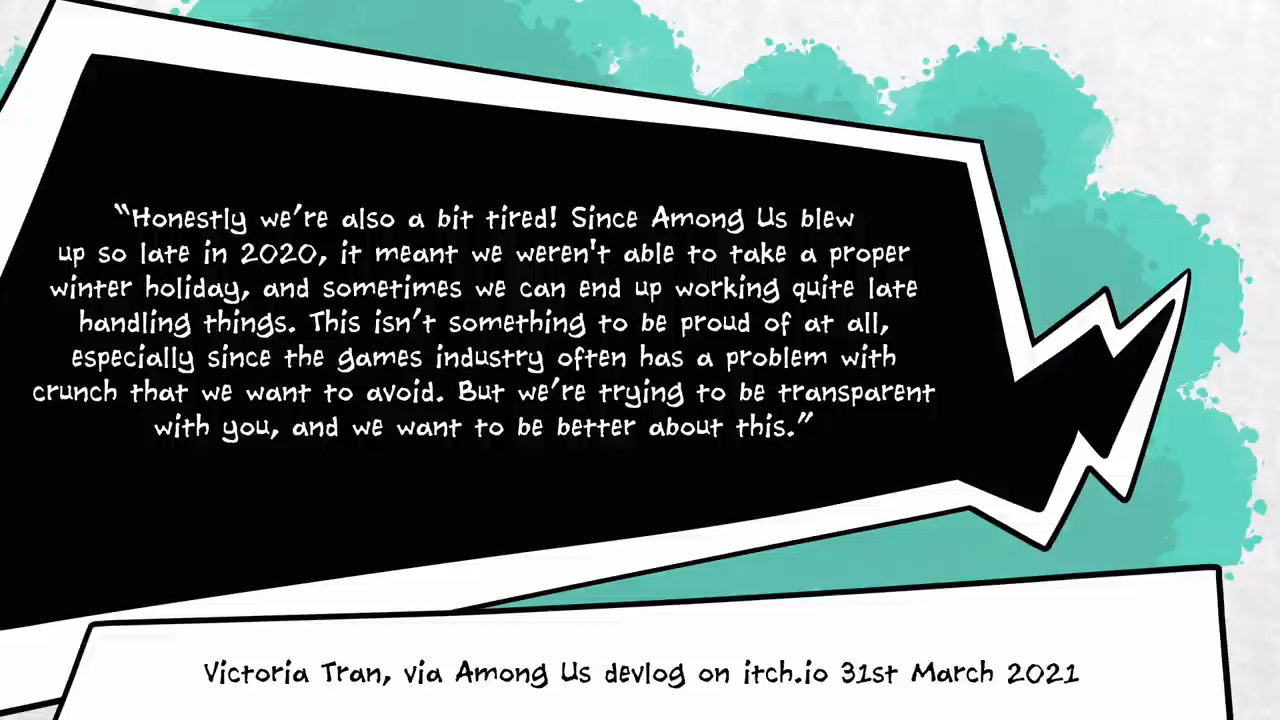 “Honestly we’re also a bit tired! Since Among Us blew
up so late in 2020, it meant we weren't able to take a proper
winter holiday, and sometimes we can end up working quite late
handling things. This isn’t something to be proud of at all,
especially since the games industry often has a problem with
crunch that we want to avoid. But we’re trying to be transparent
with you, and we want to be better about this.”
Victoria Tran, via Among Us devlog on itch.io 31st March 2021